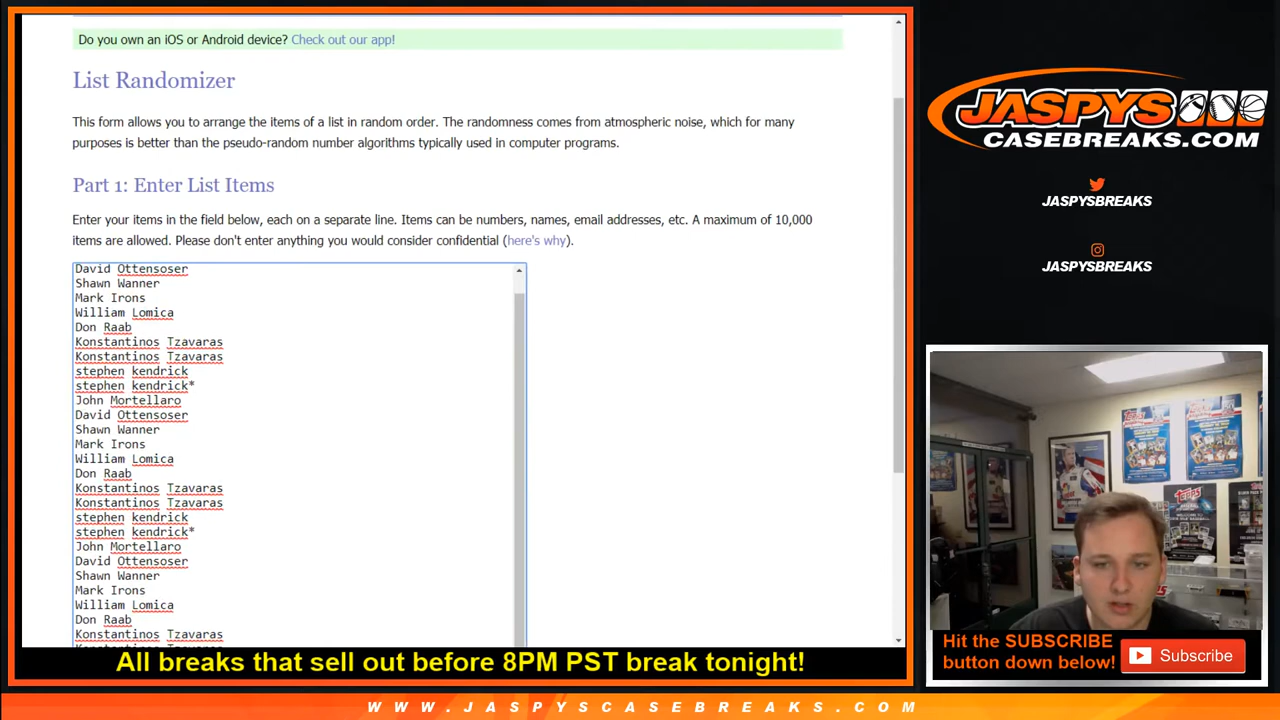 Do you own an iOS or Android device? Check out our app!
List Randomizer
This form allows you to arrange the items of a list in random order. The randomness comes from atmospheric noise, which for many
purposes is better than the pseudo-random number algorithms typically used in computer programs.
Part 1: Enter List Items
Enter your items in the field below, each on a separate line. Items can be numbers, names, email addresses, etc. A maximum of 10,000
items are allowed. Please don't enter anything you would consider confidential (here's why).
David Ottensoser
Shawn Wanner
Mark Irons
William Lomica
Don Raab
Konstantinos Tzavaras
Konstantinos Tzavaras
stephen kendrick
stephen kendrick*
John Mortellaro
David Ottensoser
Shawn Wanner
Mark Irons
William Lomica
Don Raab
Konstantinos Tzavaras
Konstantinos Tzavaras
stephen kendrick
stephen kendrick*
John Mortellaro
David Ottensoser
Shawn Wanner
Mark Irons
William Lomica
Don Raab
Konstantinos Tzavaras
JASPYS
CASEBREAKS.COM
JASPYSBREAKS
JASPYSBREAKS
Topps
Topps
Topps
Hit the SUBSCRIBE
button down below!
Subscribe
All breaks that sell out before 8PM PST break tonight!
WWW.JASPYSCASEBREAKS.COM